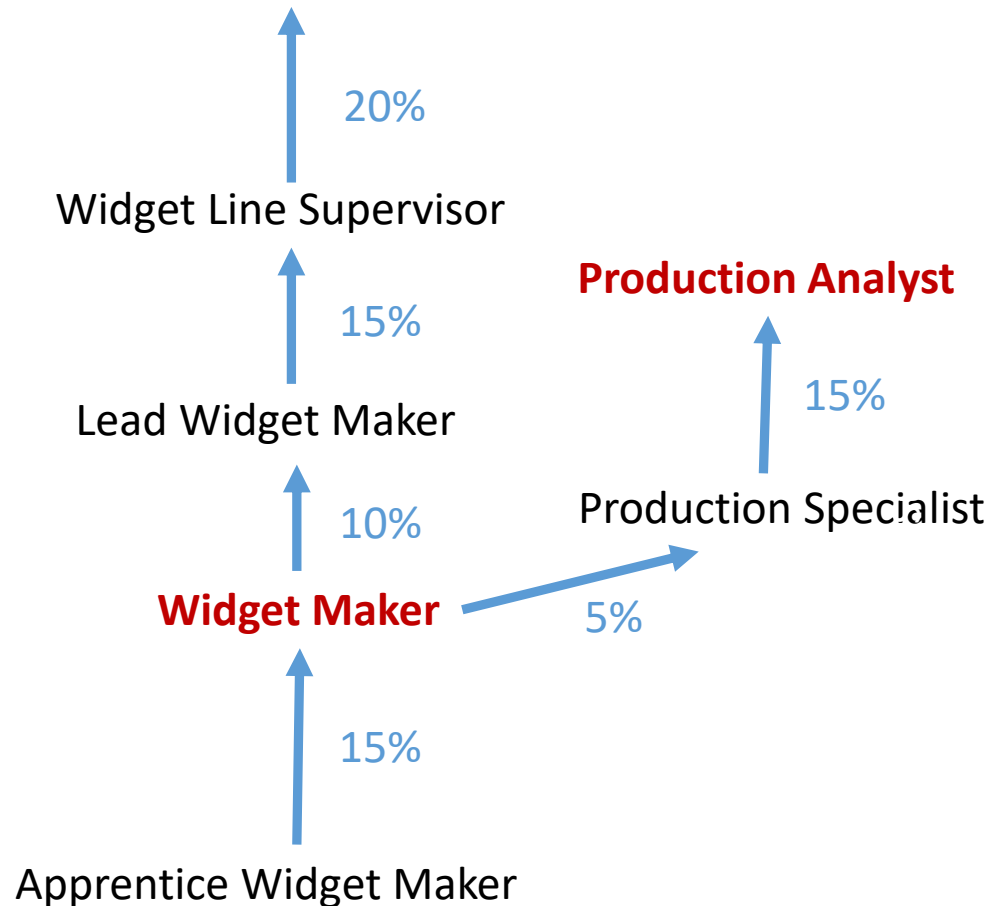 20%
Widget Line Supervisor
Production Analyst
15%
15%
Lead Widget Maker
Production Specialist
10%
Widget Maker
5%
15%
Apprentice Widget Maker